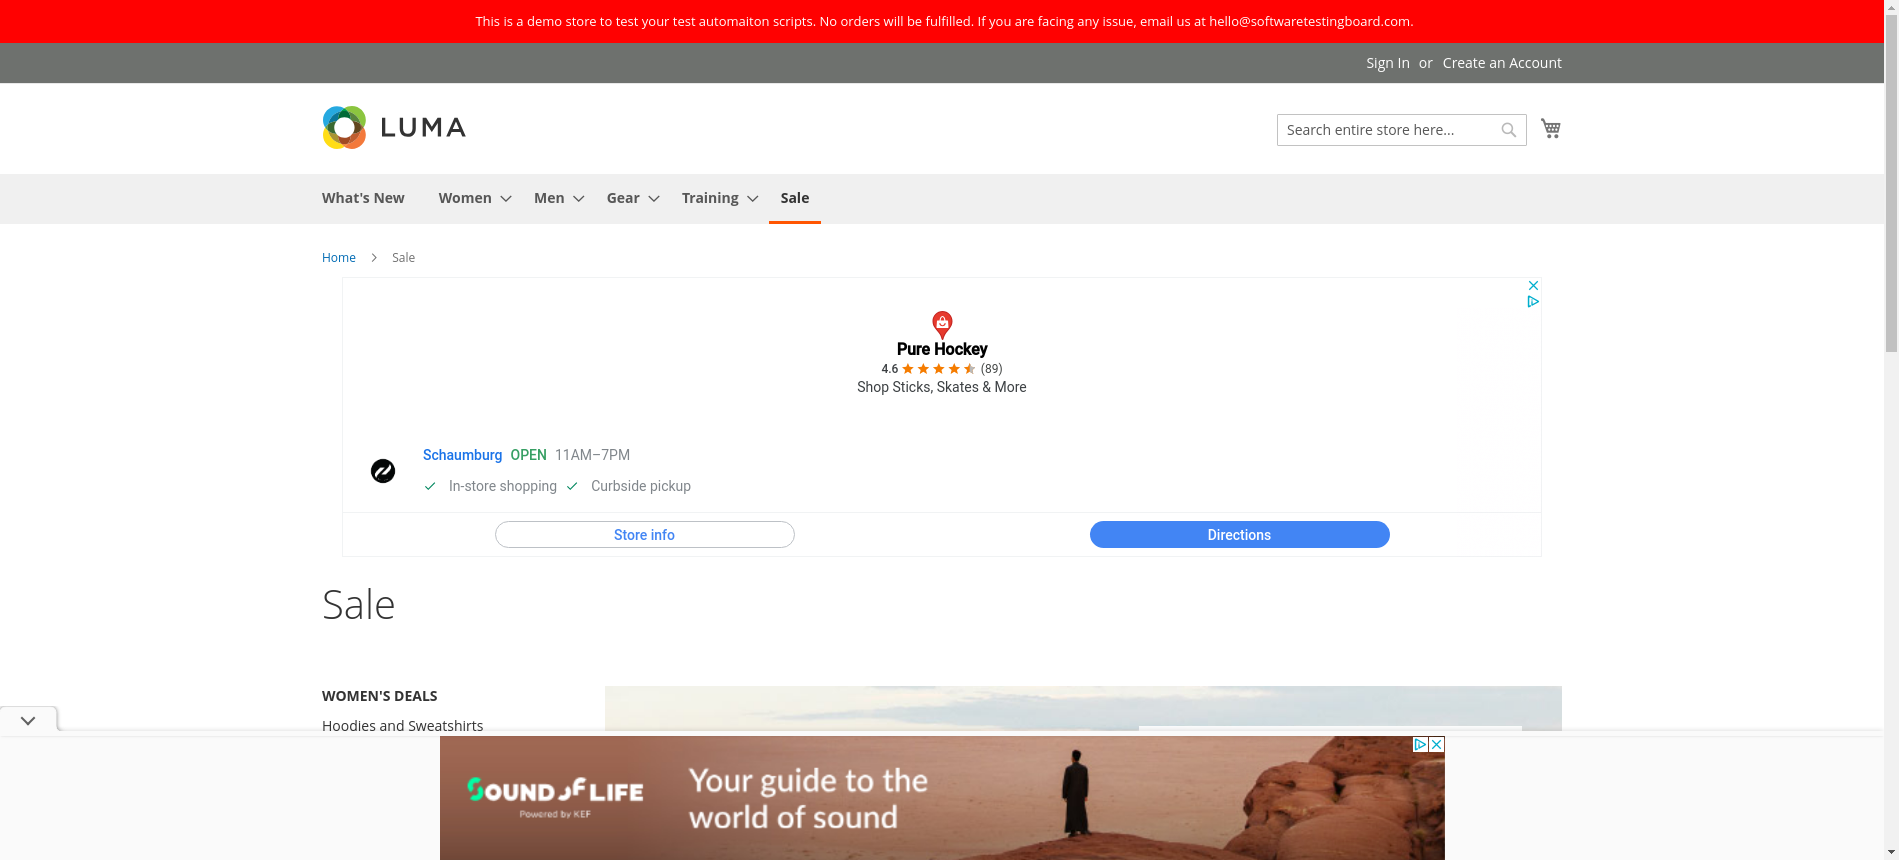 This is a demo store to test your test automaiton scripts. No orders will be fulfilled. If you are facing any issue, email us at hello@softwaretestingboard.com.
Sign In or Create an Account
LUMA
Search entire store here...
What's New Women Men Gear Training Sale
Home Sale
Pure Hockey
4.6 (89)
Shop Sticks, Skates & More
Schaumburg OPEN 11AM–7PM
In-store shopping Curbside pickup
Store info Directions
Sale
WOMEN'S DEALS
Hoodies and Sweatshirts
SOUND OF LIFE
Powered by KEF
Your guide to the
world of sound